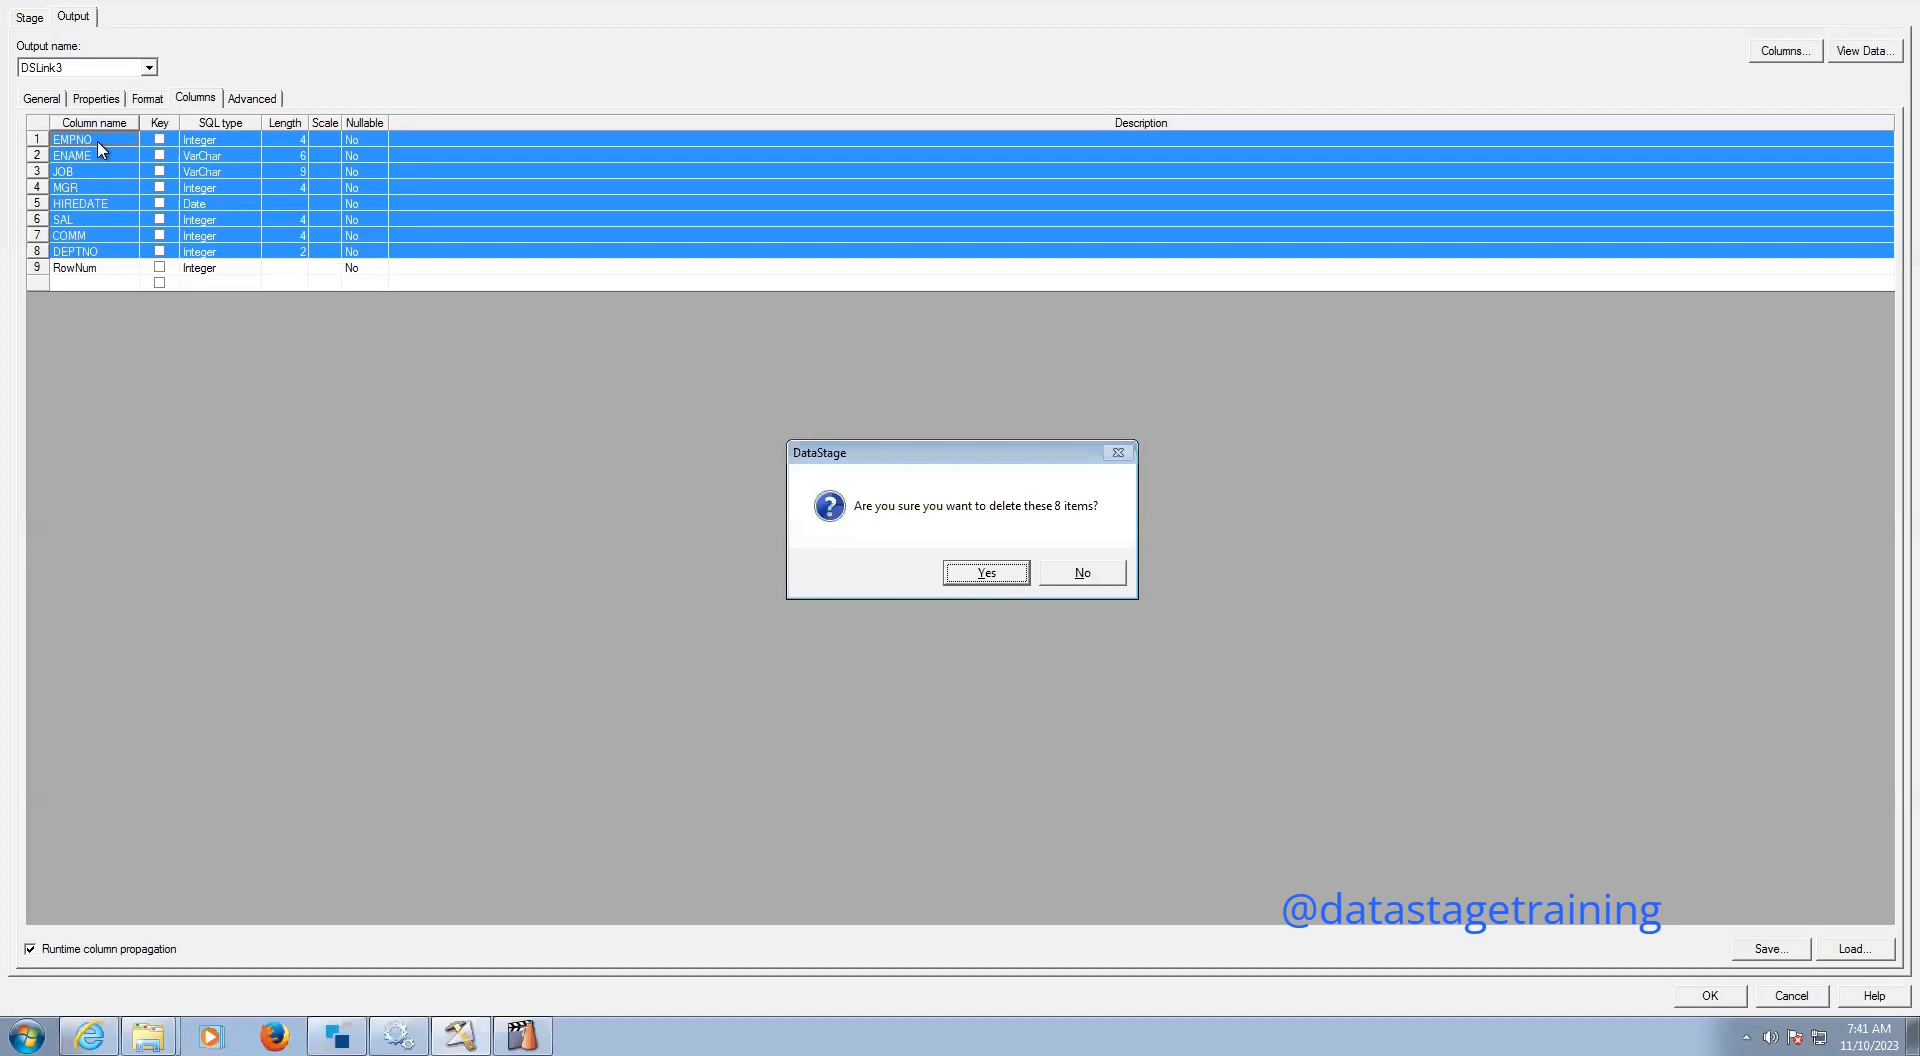 Stage Output
Output name:
DSLink3
Columns... View Data...
General Properties Format Columns Advanced
Column name Key SQL type Length Scale Nullable Description
1 EMPNO Integer 4 No
2 ENAME VarChar 6 No
3 JOB VarChar 9 No
4 MGR Integer 4 No
5 HIREDATE Date No
6 SAL Integer 4 No
7 COMM Integer 4 No
8 DEPTNO Integer 2 No
9 RowNum Integer No
DataStage
Are you sure you want to delete these 8 items?
Yes No
@datastagetraining
Runtime column propagation
Save... Load...
OK Cancel Help
7:41 AM
11/10/2023